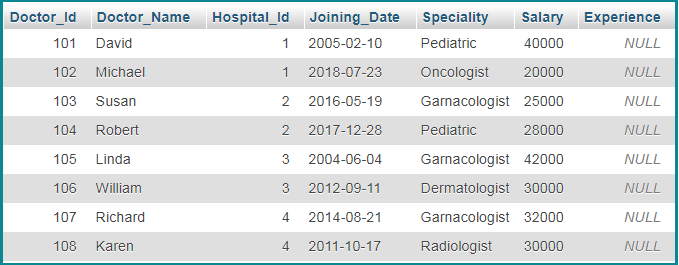 Doctor_Id Doctor_Name Hospital_Id Joining_Date Speciality Salary Experience
101 David 1 2005-02-10 Pediatric 40000 NULL
102 Michael 1 2018-07-23 Oncologist 20000 NULL
103 Susan 2 2016-05-19 Garnacologist 25000 NULL
104 Robert 2 2017-12-28 Pediatric 28000 NULL
105 Linda 3 2004-06-04 Garnacologist 42000 NULL
106 William 3 2012-09-11 Dermatologist 30000 NULL
107 Richard 4 2014-08-21 Garnacologist 32000 NULL
108 Karen 4 2011-10-17 Radiologist 30000 NULL